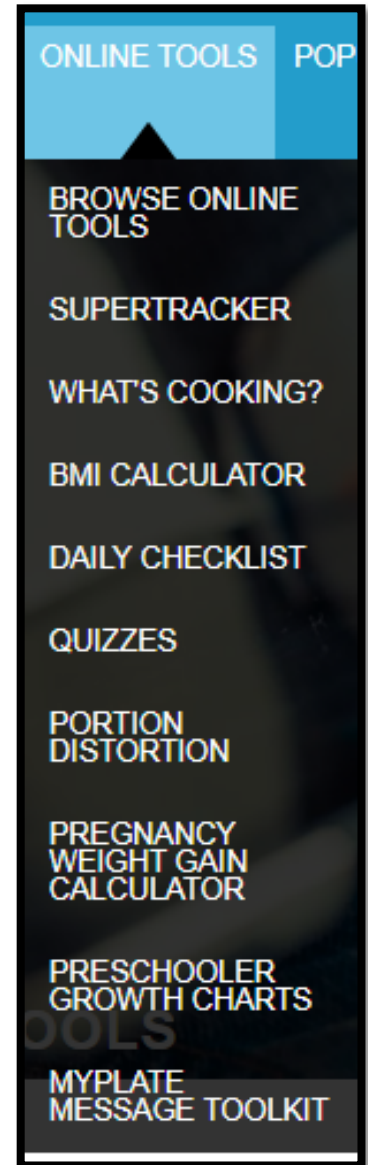 ONLINE TOOLS POP
BROWSE ONLINE
TOOLS
SUPERTRACKER
WHAT'S COOKING?
BMI CALCULATOR
DAILY CHECKLIST
QUIZZES
PORTION
DISTORTION
PREGNANCY
WEIGHT GAIN
CALCULATOR
PRESCHOOLER
GROWTH CHARTS
OOLS
MYPLATE
MESSAGE TOOLKIT